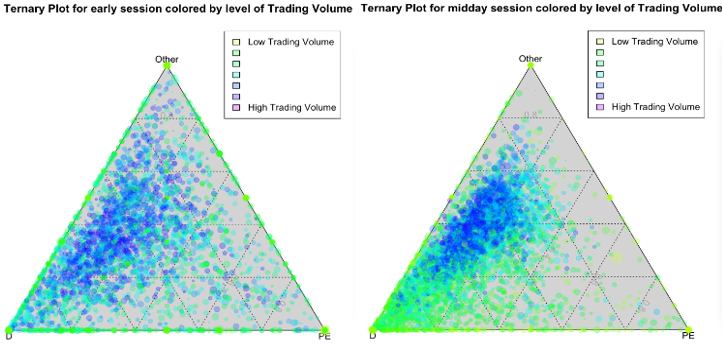 Ternary Plot for early session colored by level of Trading Volume
Other
Low Trading Volume
High Trading Volume
D
PE
Ternary Plot for midday session colored by level of Trading Volume
Other
Low Trading Volume
High Trading Volume
D
PE